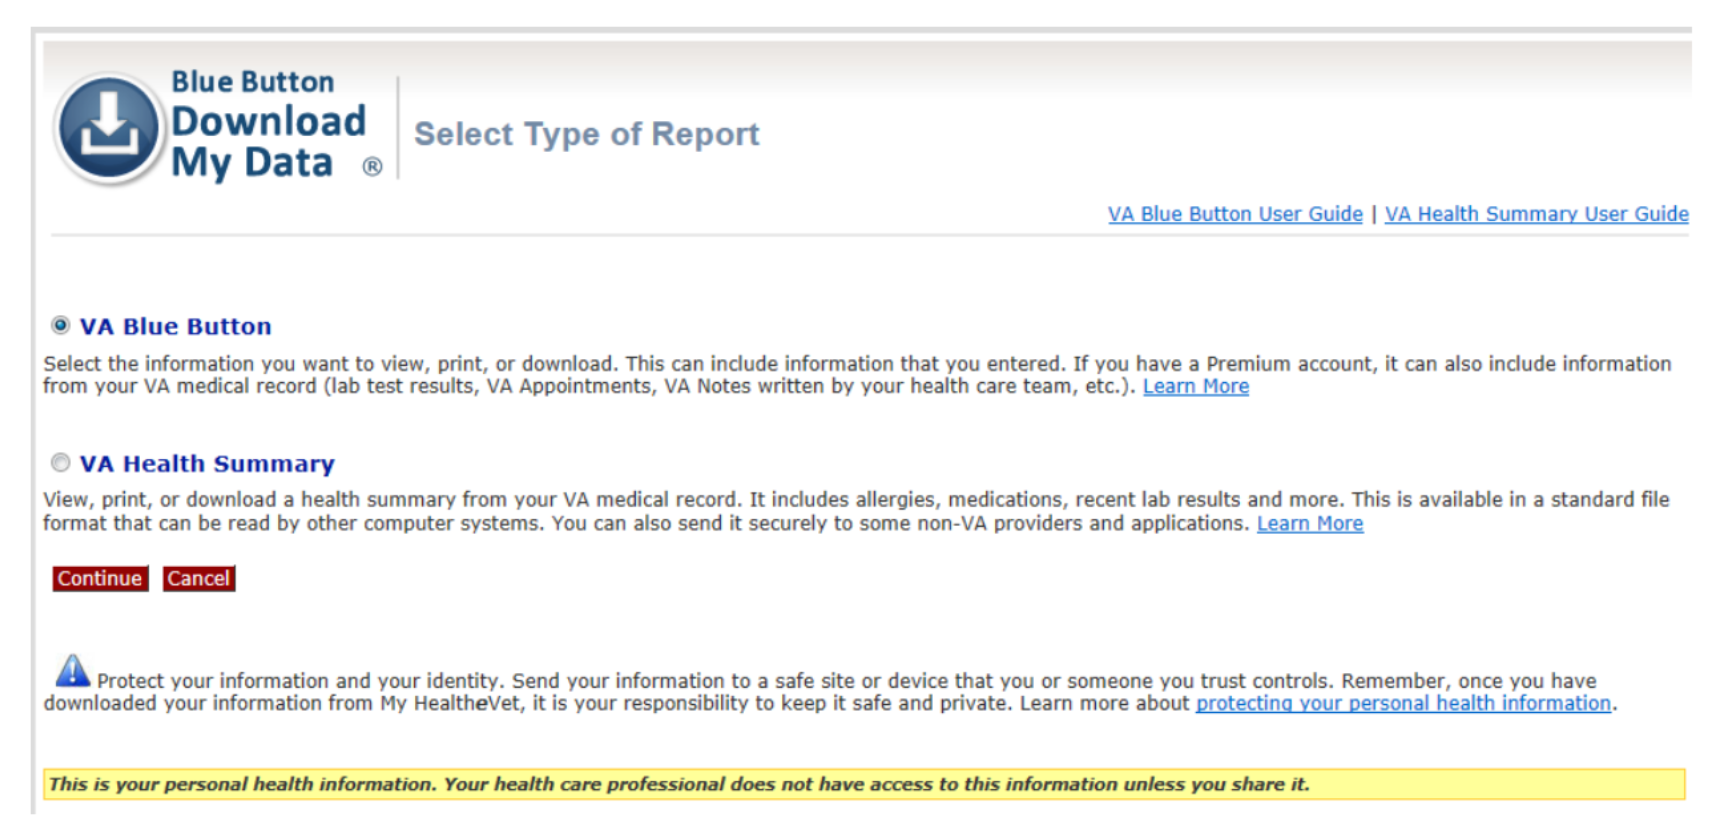 Blue Button
Download
My Data ®
Select Type of Report
VA Blue Button User Guide | VA Health Summary User Guide
VA Blue Button
Select the information you want to view, print, or download. This can include information that you entered. If you have a Premium account, it can also include information
from your VA medical record (lab test results, VA Appointments, VA Notes written by your health care team, etc.). Learn More
VA Health Summary
View, print, or download a health summary from your VA medical record. It includes allergies, medications, recent lab results and more. This is available in a standard file
format that can be read by other computer systems. You can also send it securely to some non-VA providers and applications. Learn More
Continue Cancel
Protect your information and your identity. Send your information to a safe site or device that you or someone you trust controls. Remember, once you have
downloaded your information from My HealtheVet, it is your responsibility to keep it safe and private. Learn more about protecting your personal health information.
This is your personal health information. Your health care professional does not have access to this information unless you share it.